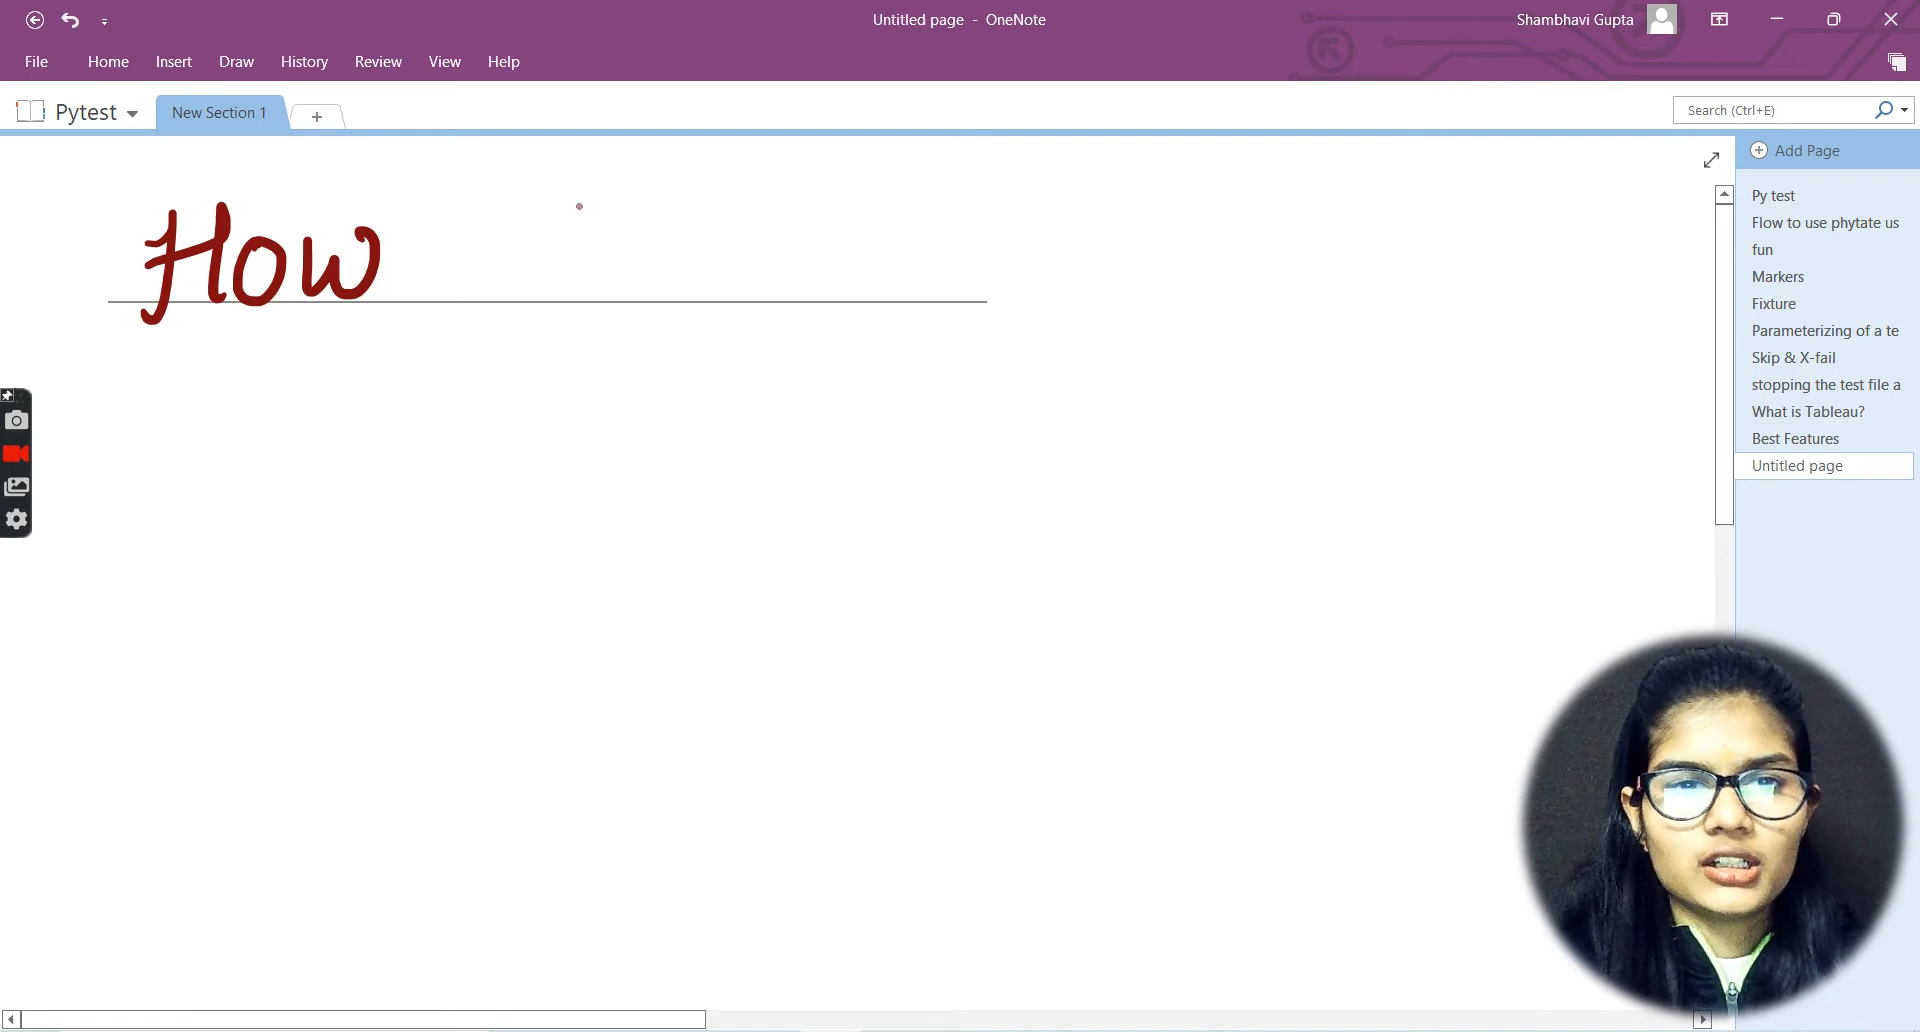 Untitled page - OneNote
Shambhavi Gupta
File Home Insert Draw History Review View Help
Pytest
New Section 1
+
Search (Ctrl+E)
Add Page
How
Py test
Flow to use phytate us
fun
Markers
Fixture
Parameterizing of a te
Skip & X-fail
stopping the test file a
What is Tableau?
Best Features
Untitled page